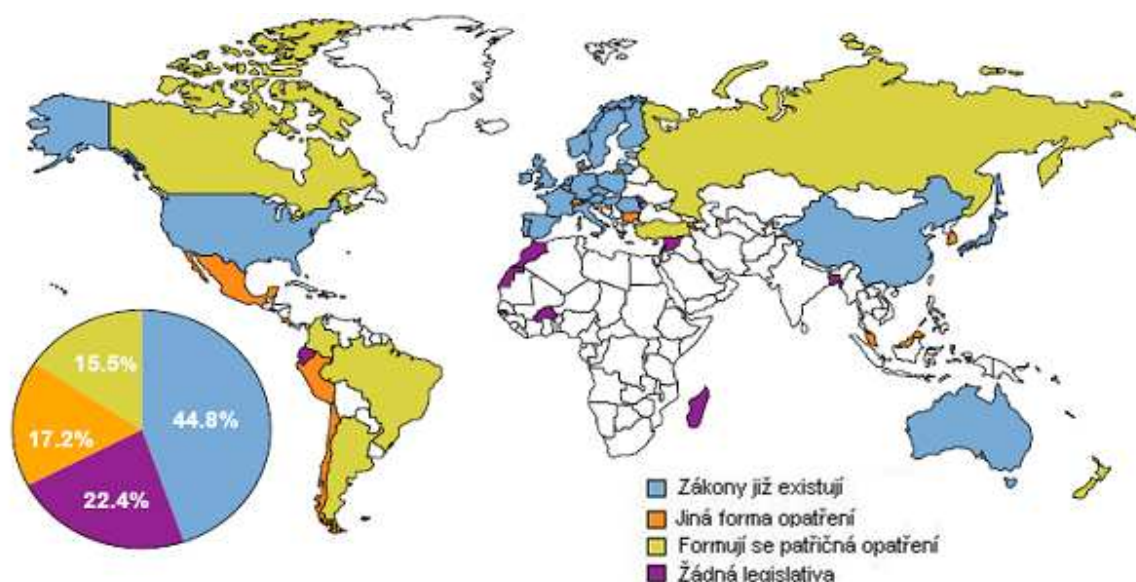 15.5%
44.8%
17.2%
22.4%
Zákony již existují
Jiná forma opatření
Formují se patřičná opatření
Žádná legislativa